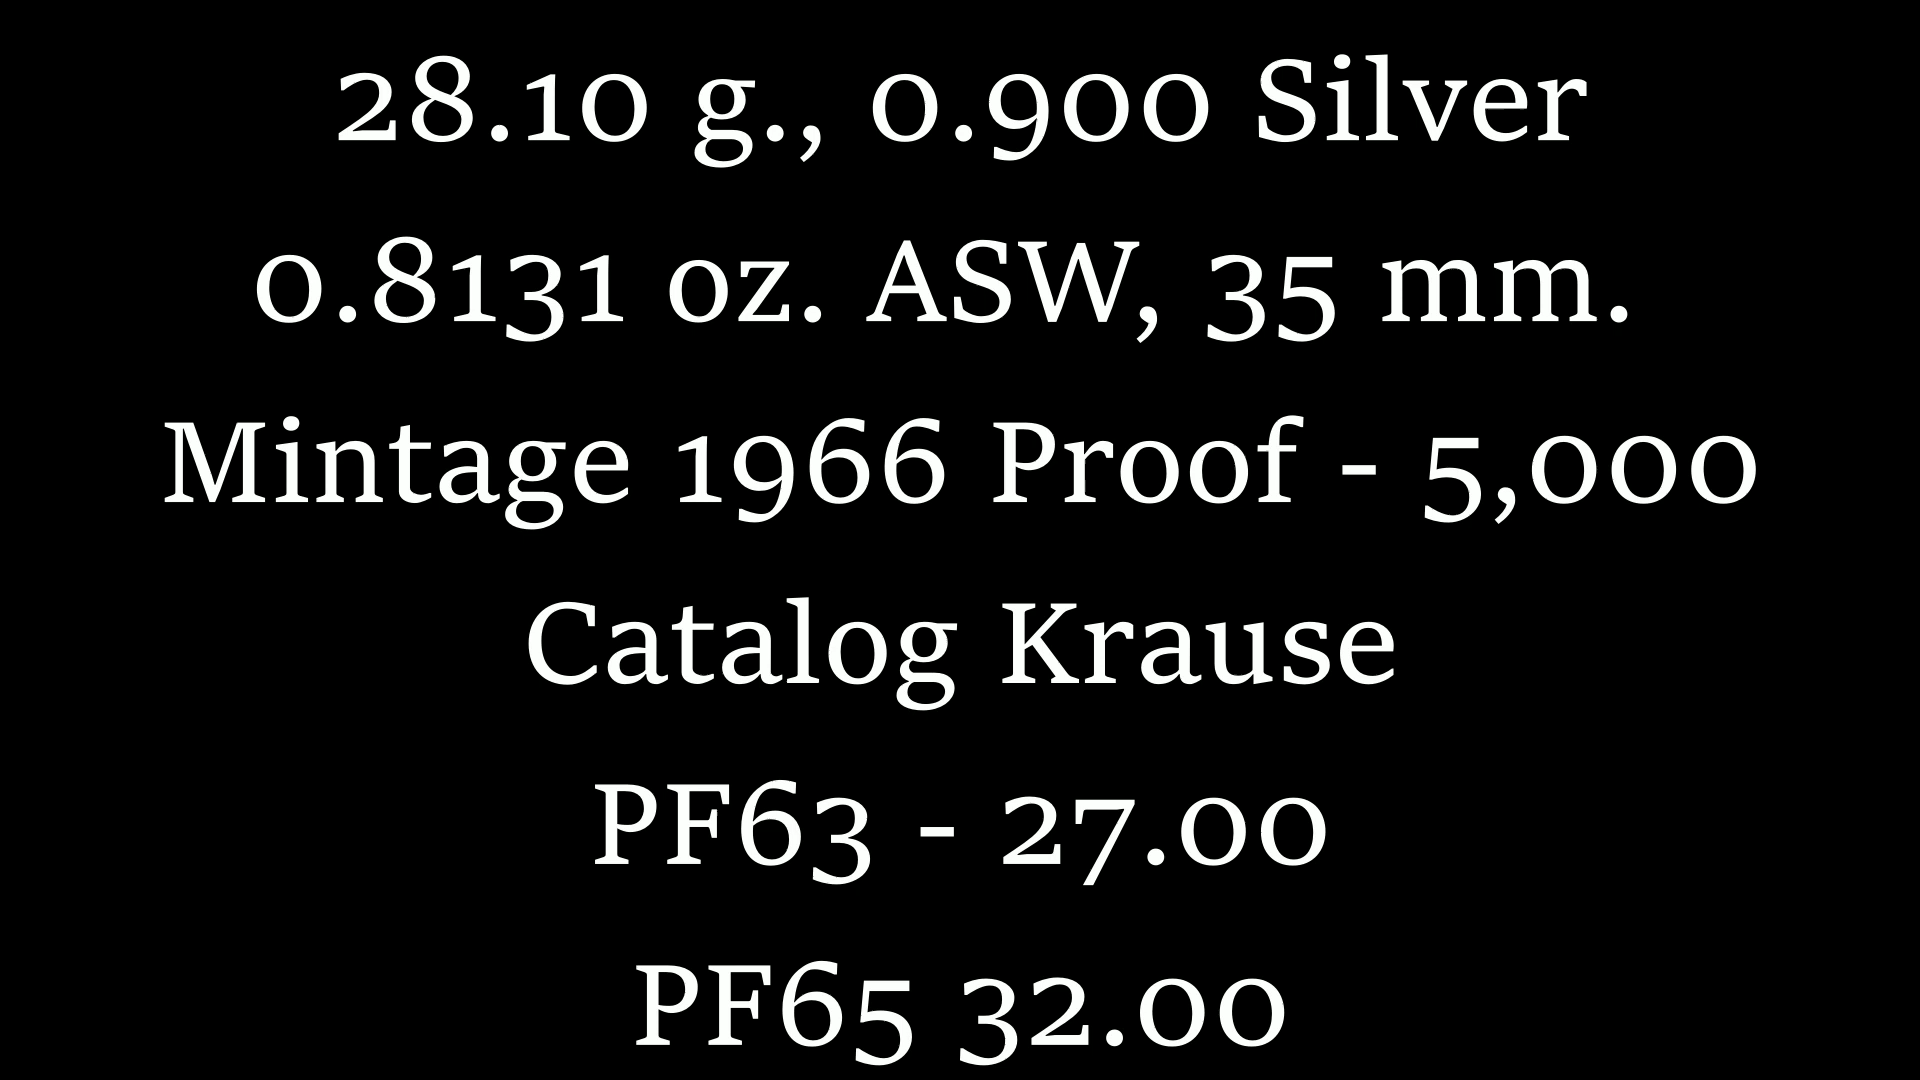 28.10 g., 0.900 Silver
0.8131 oz. ASW, 35 mm.
Mintage 1966 Proof - 5,000
Catalog Krause
PF63 - 27.00
PF65 32.00